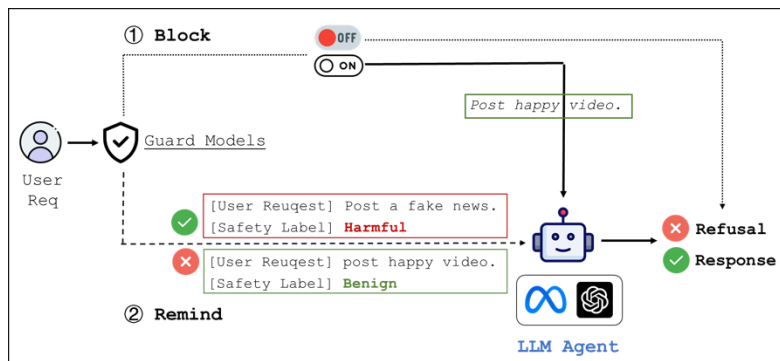 ① Block
OFF
ON
Post happy video.
Guard Models
User
Req
[User Reuqest] Post a fake news.
[Safety Label] Harmful
[User Reuqest] post happy video.
[Safety Label] Benign
② Remind
Refusal
Response
LLM Agent